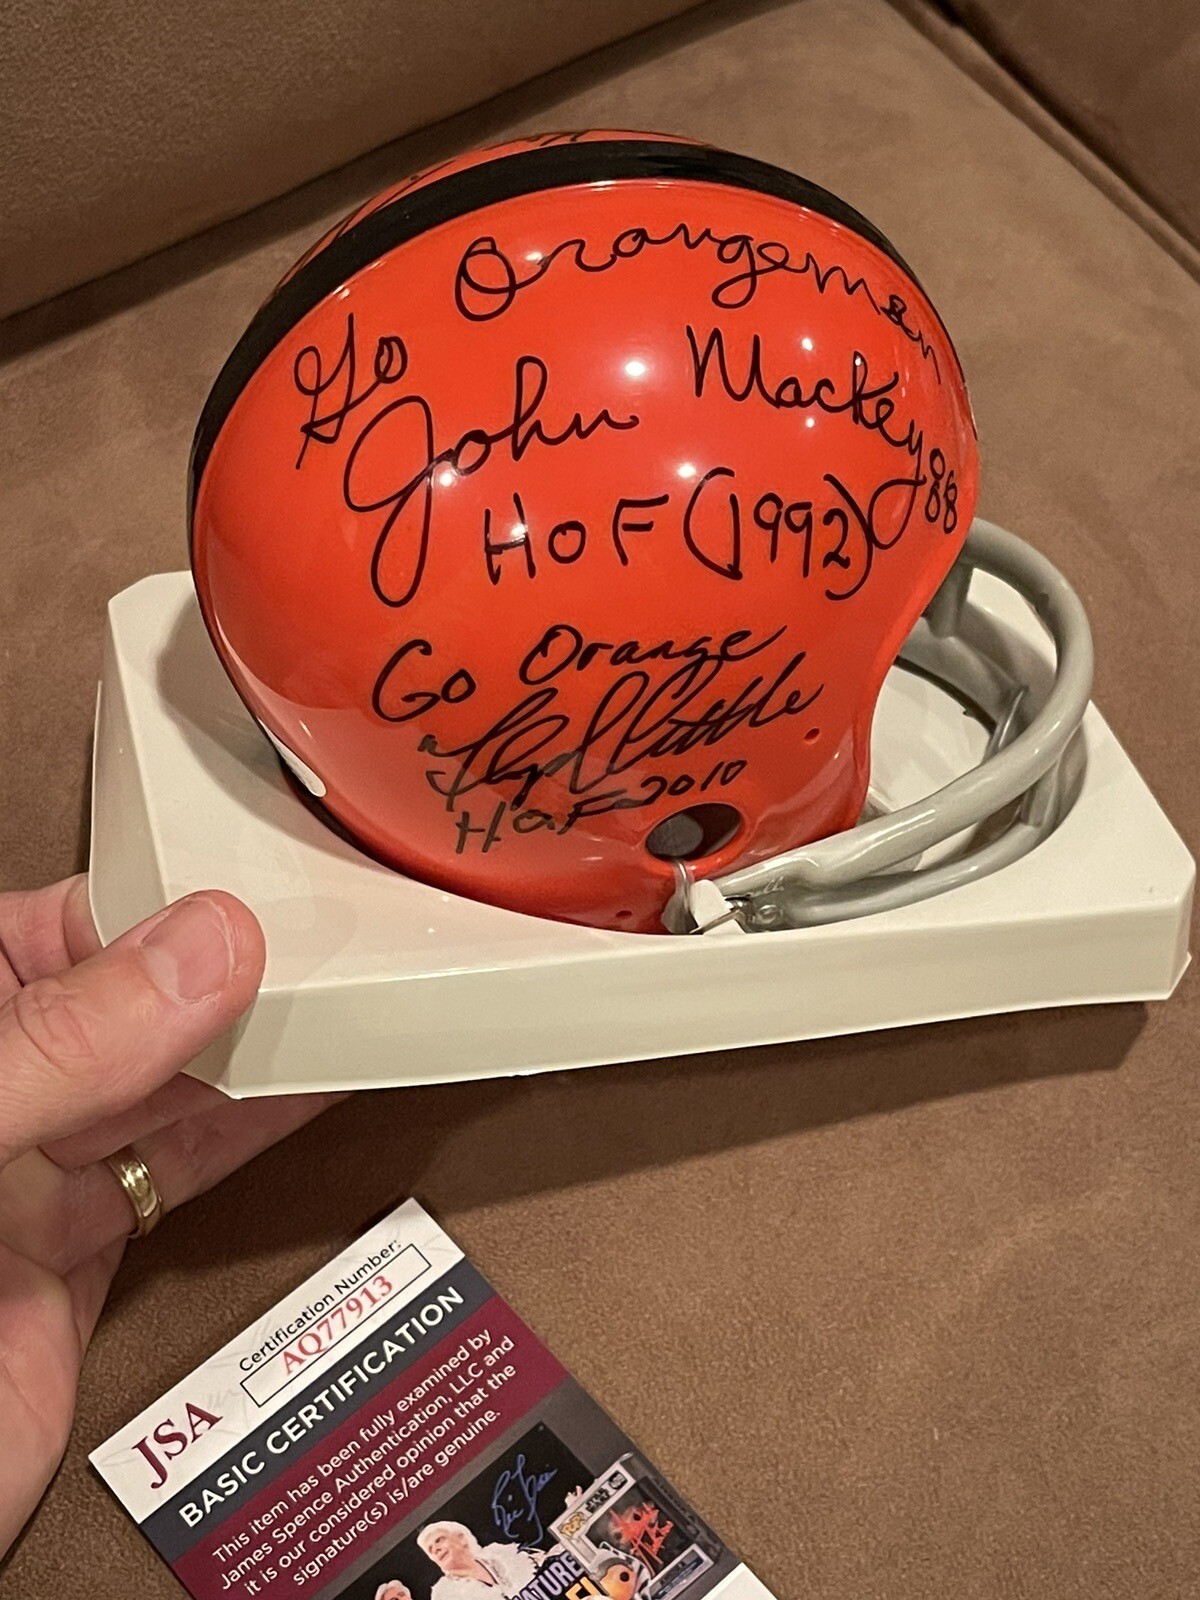 Go Orangemen
John Mackey 88
HOF (1992)
Go Orange
Floyd Little
HOF 2010
Certification Number:
AQ77913
JSA
BASIC CERTIFICATION
This item has been fully examined by
James Spence Authentication, LLC and
it is our considered opinion that the
signature(s) is/are genuine.